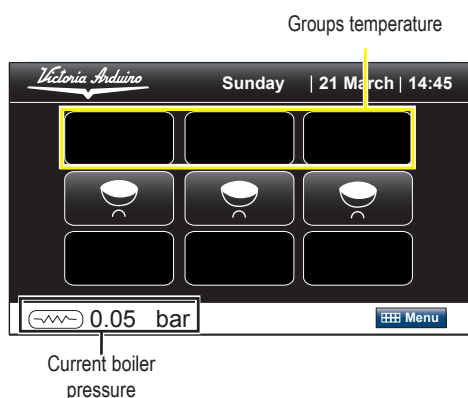 Groups temperature
Victoria Arduino
Sunday | 21 March | 14:45
0.05 bar
Menu
Current boiler
pressure